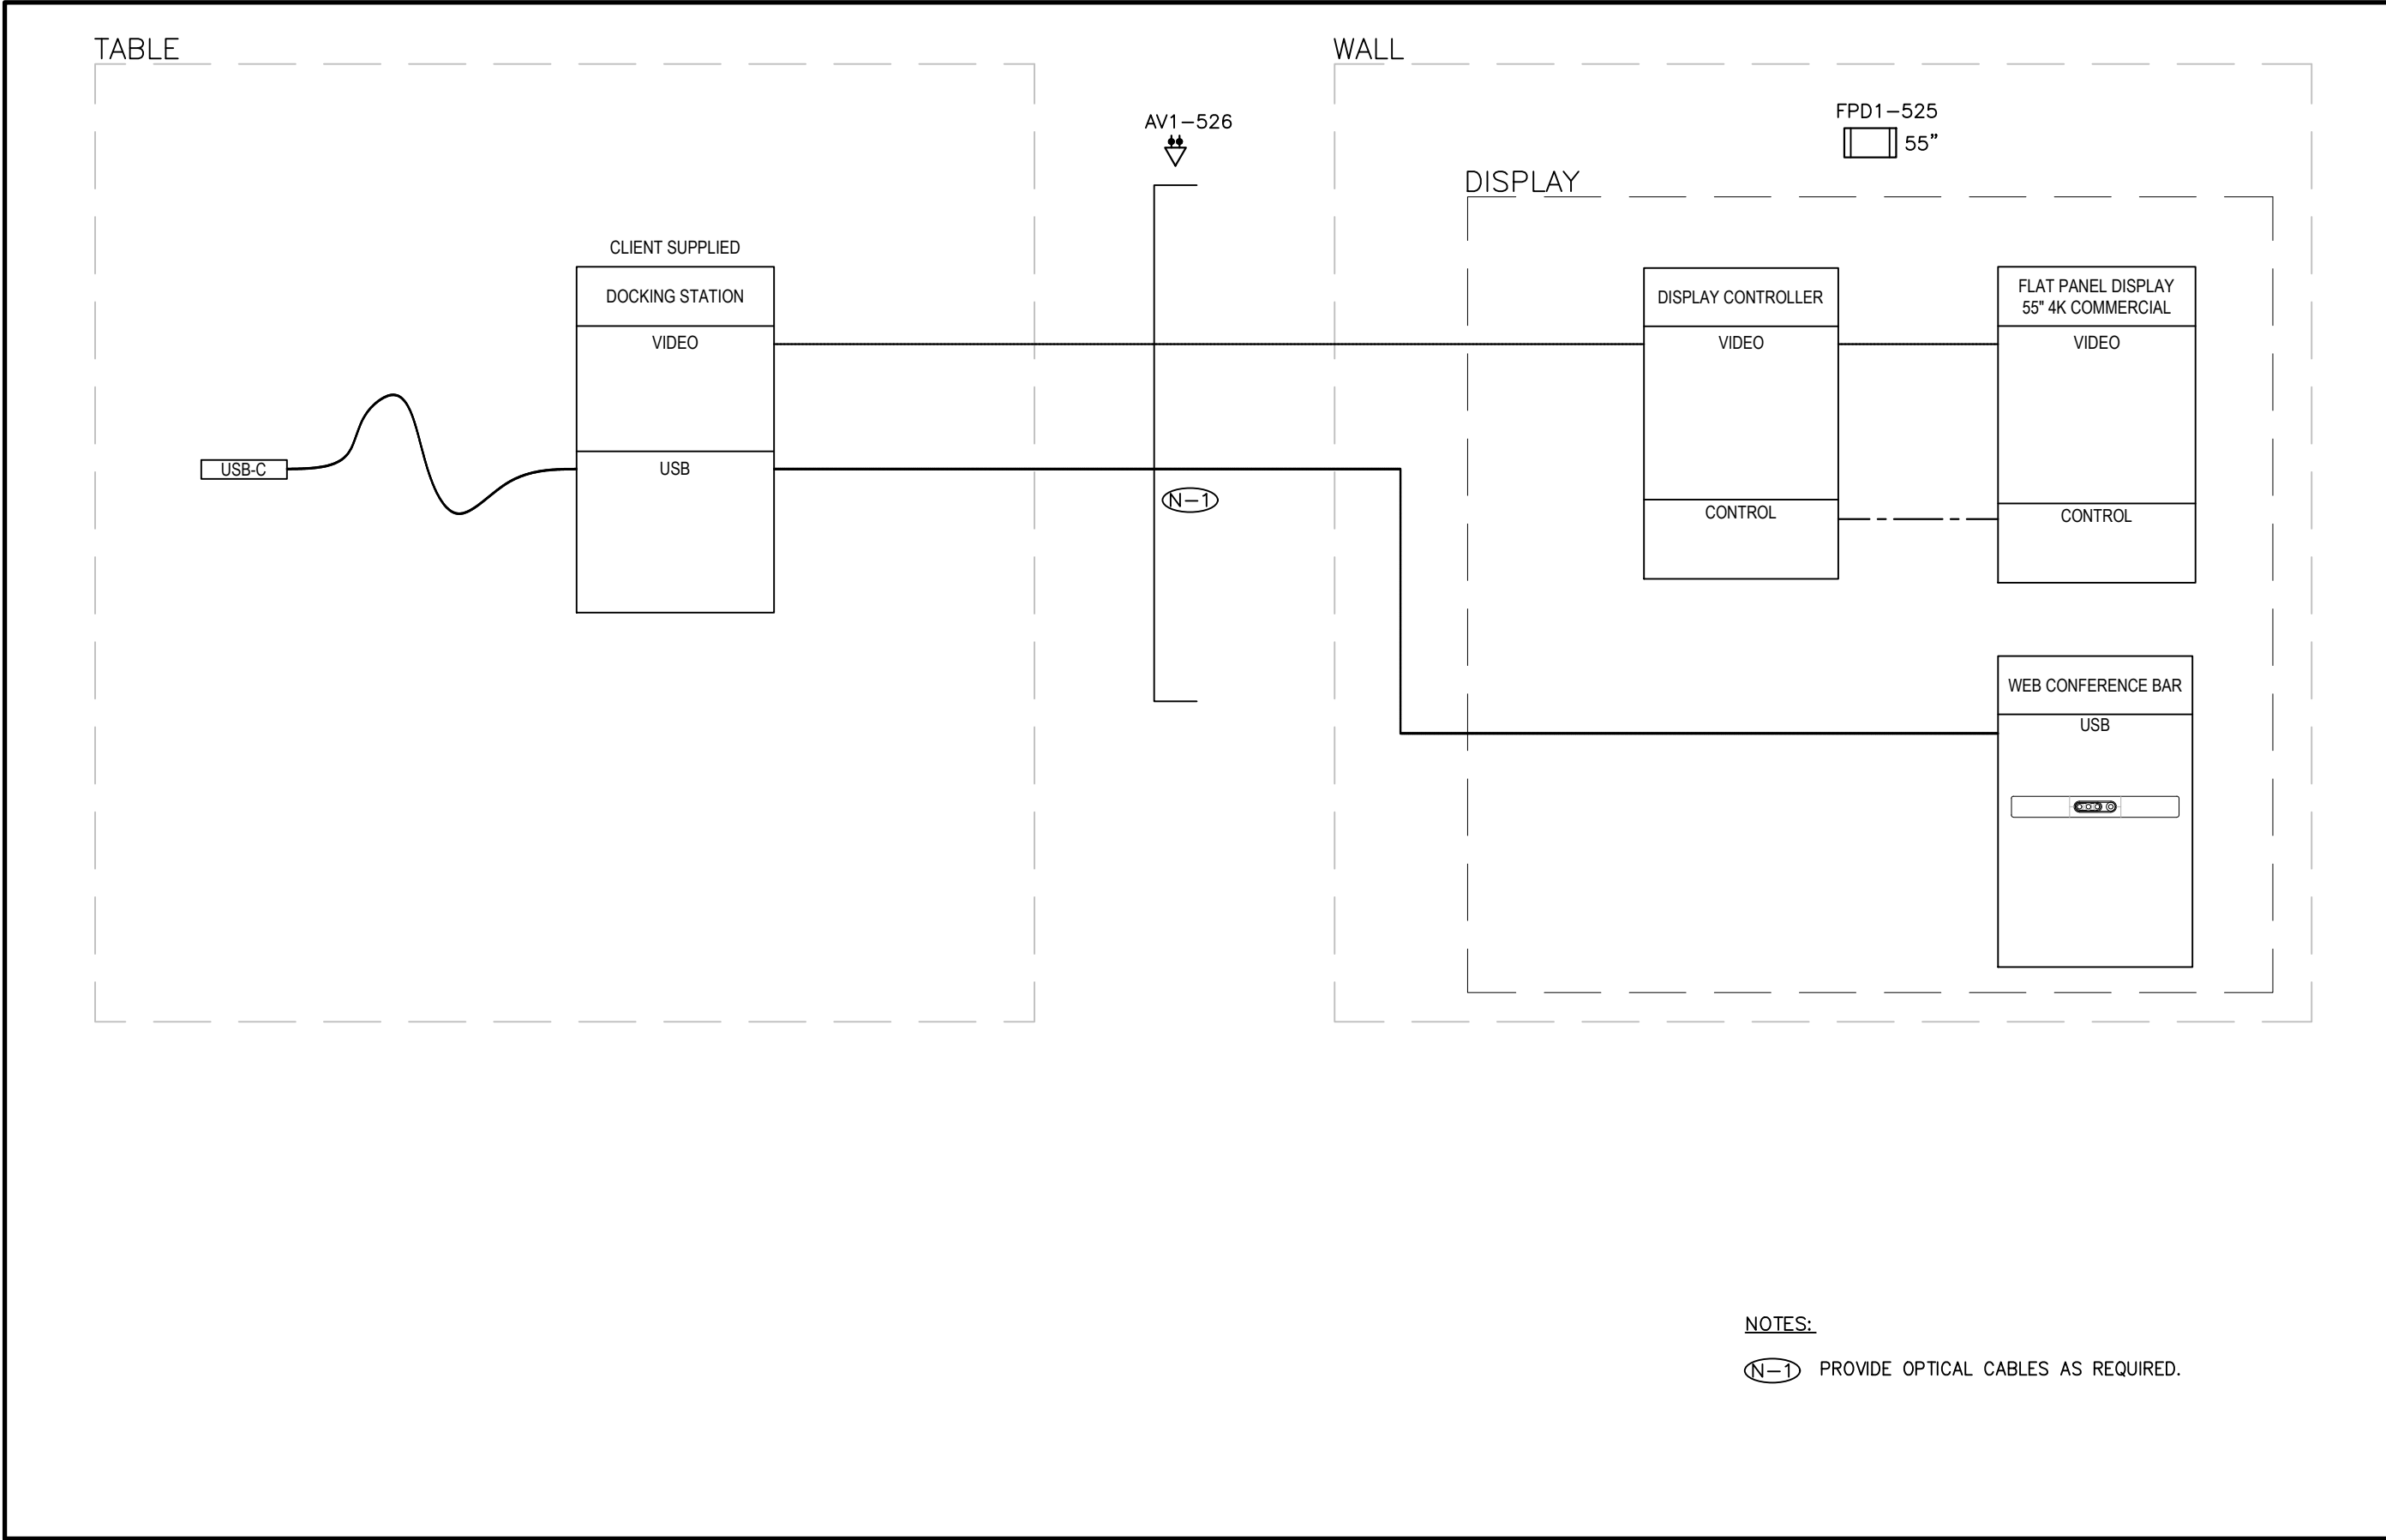 TABLE
WALL
AV1-526
FPD1-525
55"
DISPLAY
CLIENT SUPPLIED
DOCKING STATION
VIDEO
USB
USB-C
N-1
DISPLAY CONTROLLER
VIDEO
CONTROL
FLAT PANEL DISPLAY
55" 4K COMMERCIAL
VIDEO
CONTROL
WEB CONFERENCE BAR
USB
NOTES:
N-1 PROVIDE OPTICAL CABLES AS REQUIRED.